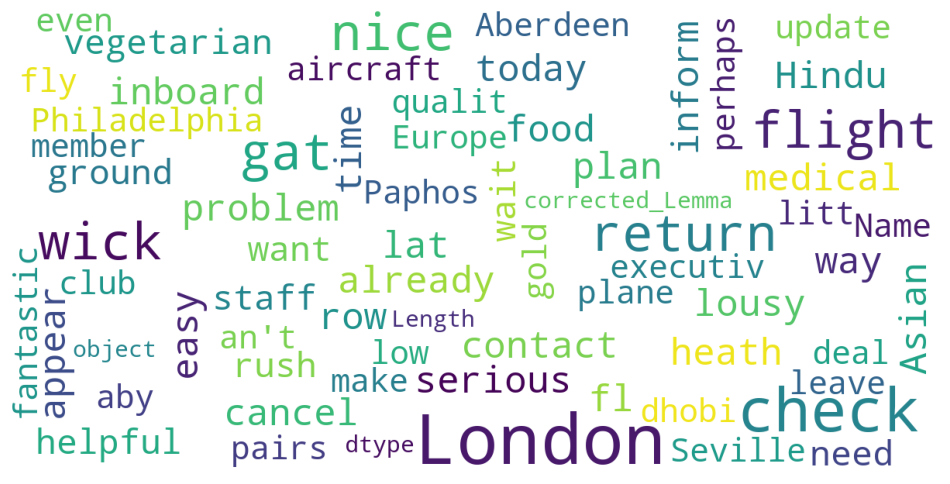 even
vegetarian
nice
Aberdeen
update
fly
inboard
aircraft
today
inform
perhaps
Hindu
Philadelphia
qualit
flight
member
ground
gat
time
Europe
food
plan
medical
Paphos
wait
corrected_Lemma
problem
litt
Name
wick
want
lat
gold
return
way
fantastic
club
already
executiv
appear
easy
staff
row
Length
plane
lousy
Asian
object
an't
rush
low
contact
heath
deal
aby
make
serious
leave
cancel
fl
dhobi
check
helpful
pairs
dtype
London
Seville
need